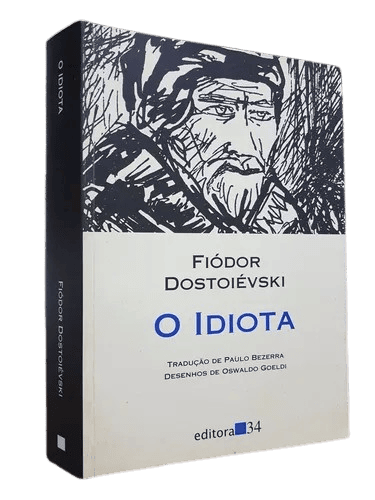 O IDIOTA
FIÓDOR DOSTOIÉVSKI
FIÓDOR
DOSTOIÉVSKI
O IDIOTA
TRADUÇÃO DE PAULO BEZERRA
DESENHOS DE OSWALDO GOELDI
editora 34